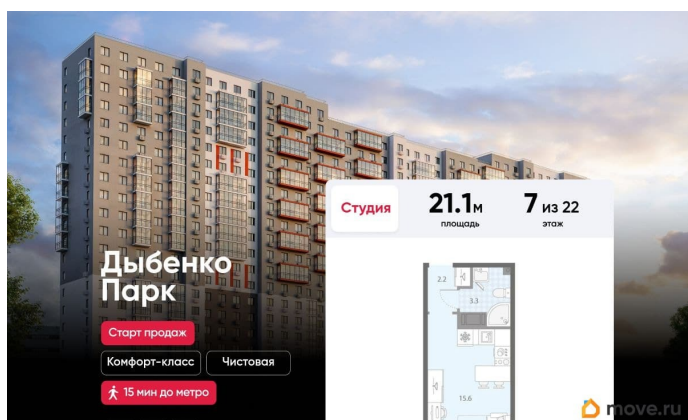 Студия
21.1м
площадь
7 из 22
этаж
2.2
3.3
15.6
Дыбенко
Парк
Старт продаж
Комфорт-класс
Чистовая
15 мин до метро
move.ru